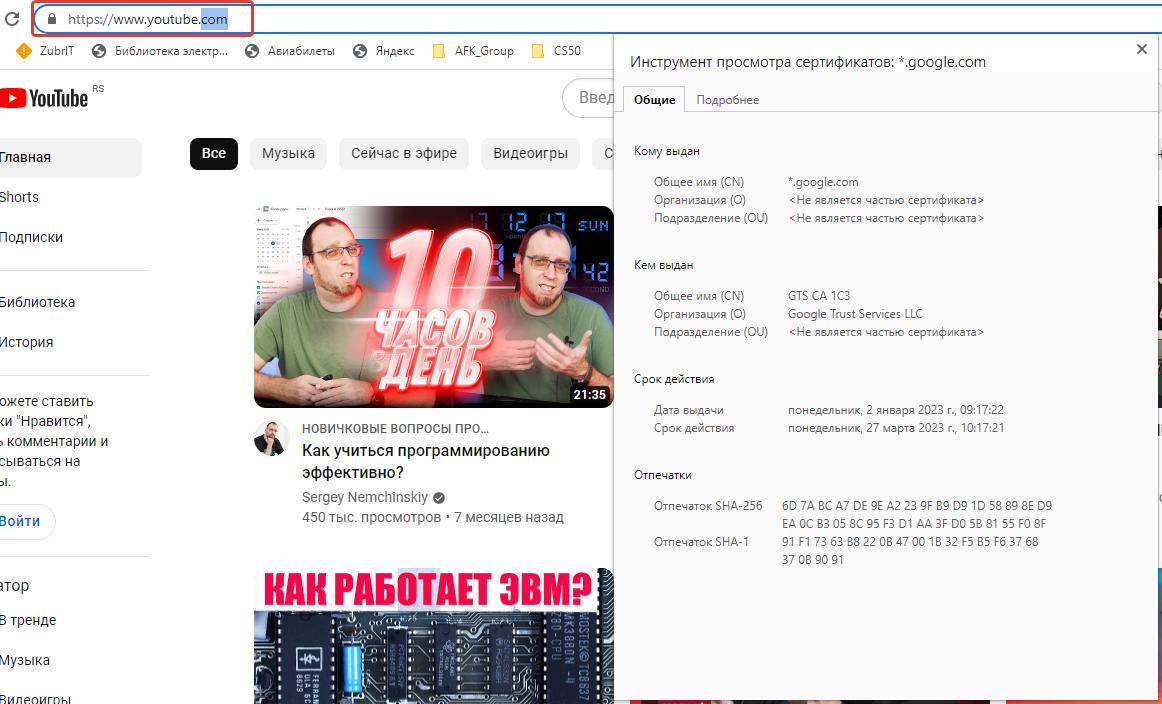 https://www.youtube.com
ZubrIT
Библиотека электр...
Авиабилеты
Яндекс
AFK_Group
CS50
YouTube RS
Введ
Главная
Shorts
Подписки
Библиотека
История
ожете ставить
ки "Нравится",
ь комментарии и
сываться на
ы.
Войти
атор
В тренде
Музыка
Видеоигры
Все
Музыка
Сейчас в эфире
Видеоигры
С
17 12 17 SUN
42
SECOND
10
ЧАСОВ
ДЕНЬ
21:35
НОВИЧКОВЫЕ ВОПРОСЫ ПРО...
Как учиться программированию
эффективно?
Sergey Nemchinskiy
450 тыс. просмотров • 7 месяцев назад
КАК РАБОТАЕТ ЭВМ?
Инструмент просмотра сертификатов: *.google.com
Общие
Подробнее
Кому выдан
Общее имя (CN) *.google.com
Организация (O) <Не является частью сертификата>
Подразделение (OU) <Не является частью сертификата>
Кем выдан
Общее имя (CN) GTS CA 1C3
Организация (O) Google Trust Services LLC
Подразделение (OU) <Не является частью сертификата>
Срок действия
Дата выдачи понедельник, 2 января 2023 г., 09:17:22
Срок действия понедельник, 27 марта 2023 г., 10:17:21
Отпечатки
Отпечаток SHA-256 6D 7A BC A7 DE 9E A2 23 9F B9 D9 1D 58 89 8E D9
EA 0C B3 05 8C 95 F3 D1 AA 3F D0 5B 81 55 F0 8F
Отпечаток SHA-1 91 F1 73 63 B8 22 0B 47 00 1B 32 F5 B5 F6 37 68
37 0B 90 91